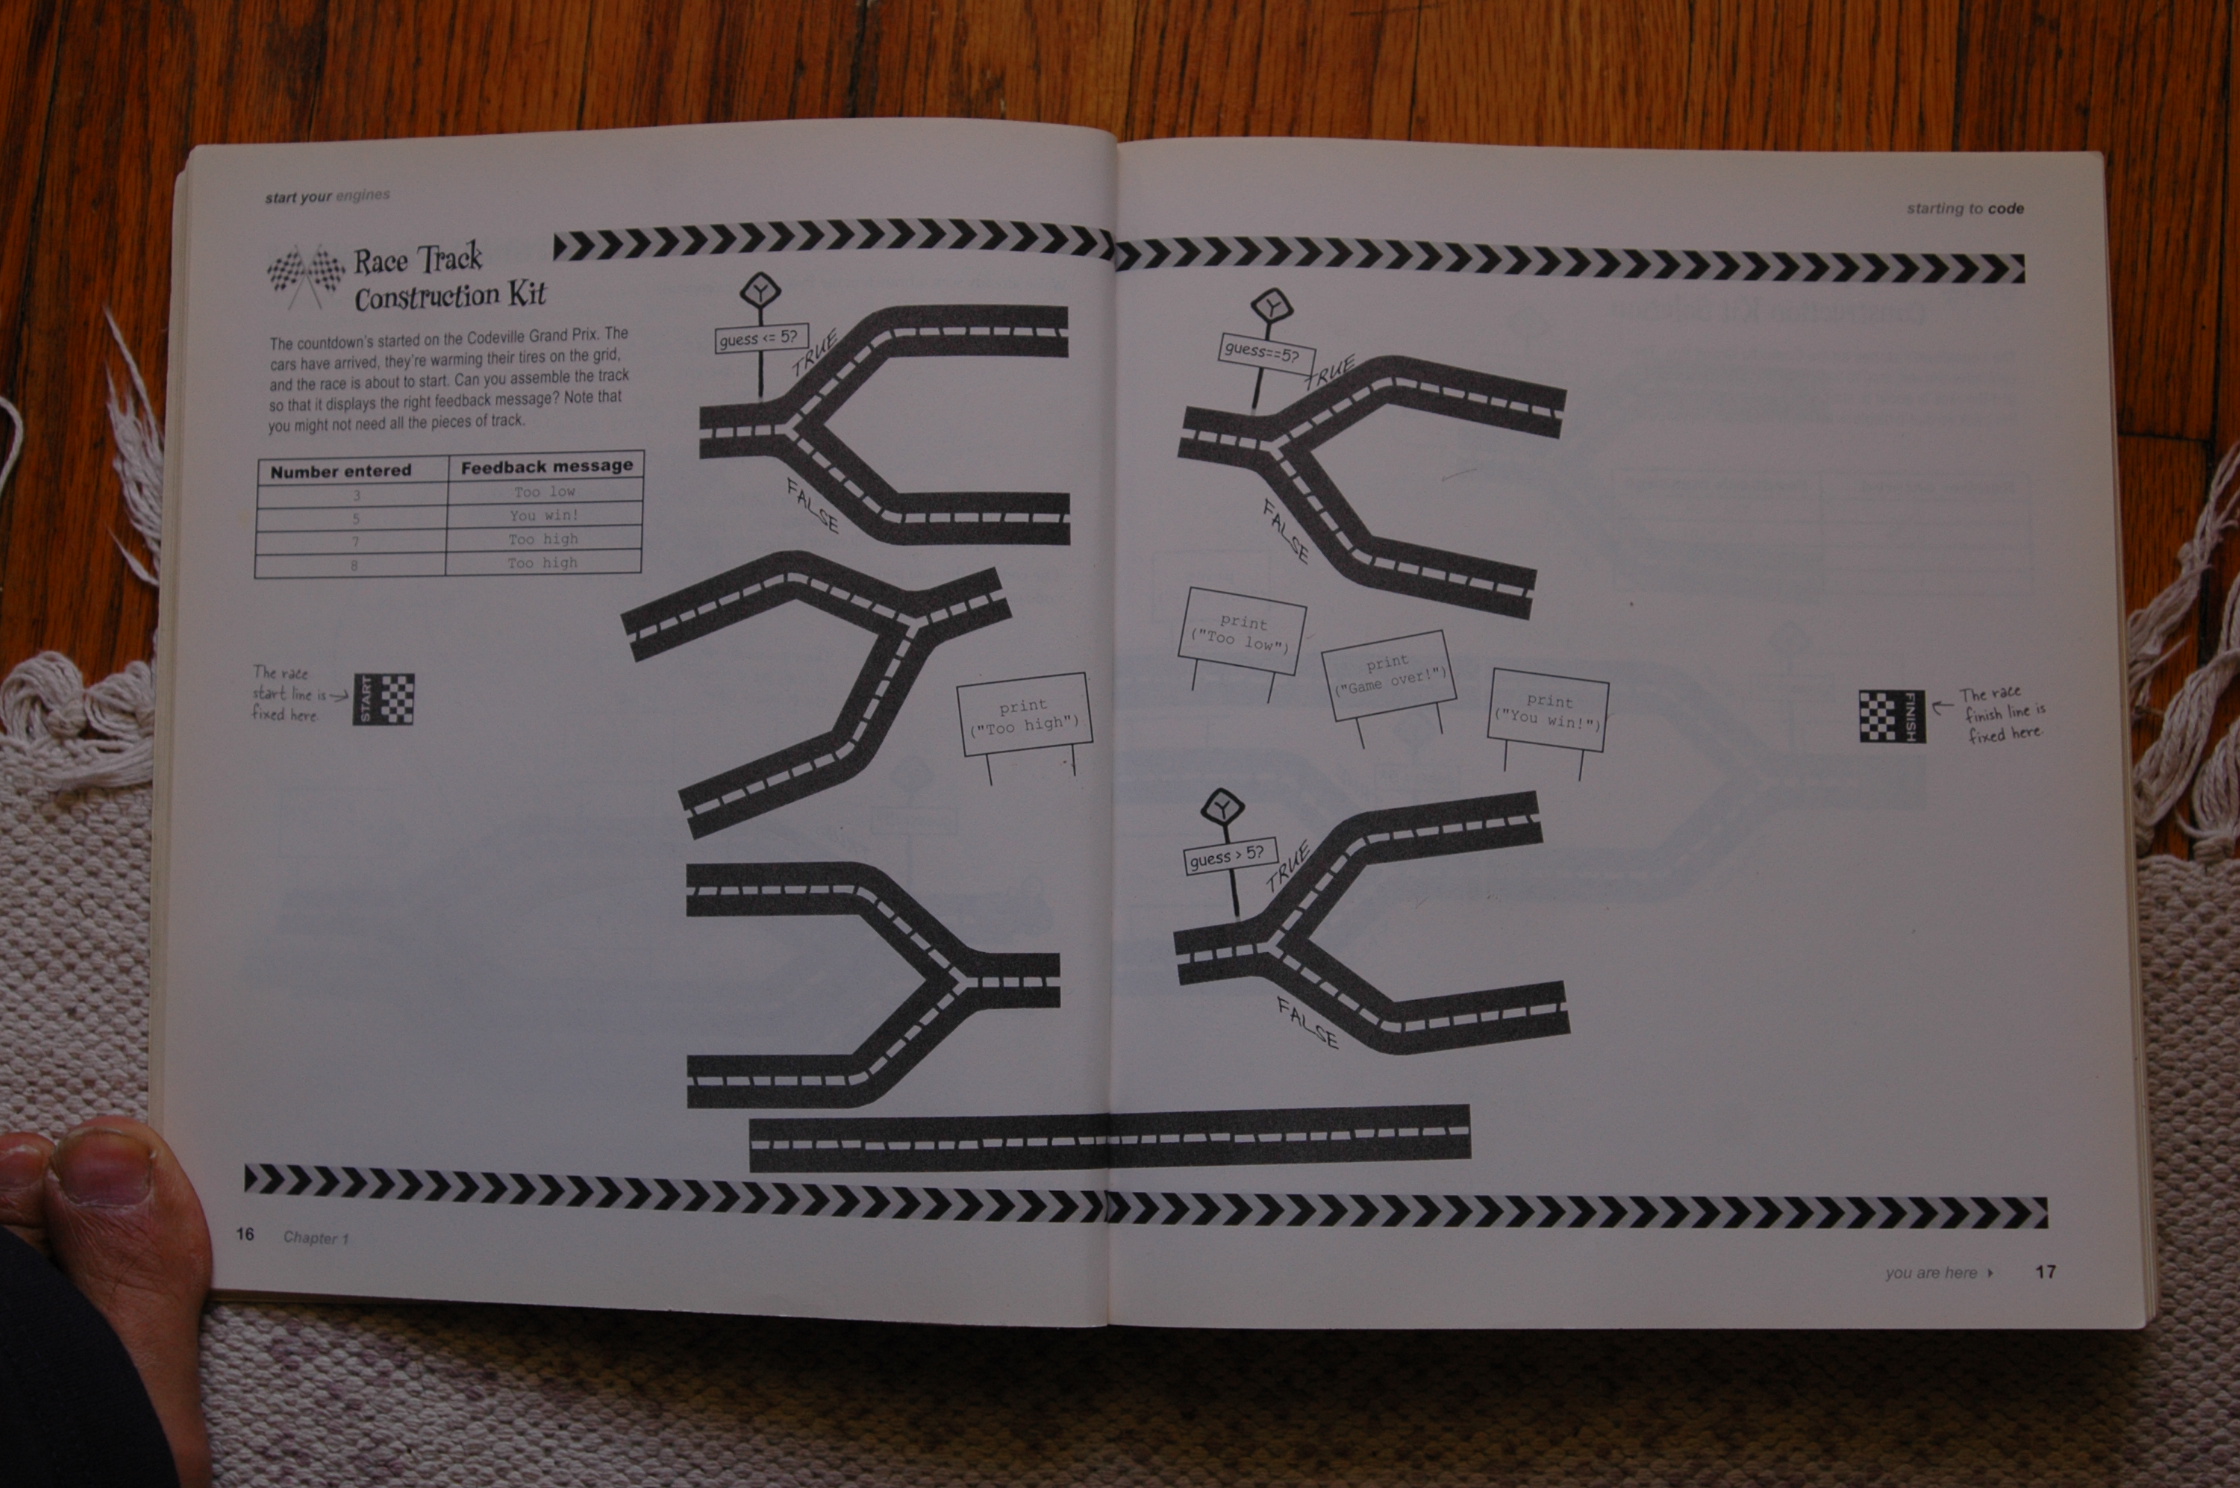 start your engines
Race Track
Construction Kit
The countdown's started on the Codeville Grand Prix. The
cars have arrived, they're warming their tires on the grid,
and the race is about to start. Can you assemble the track
so that it displays the right feedback message? Note that
you might not need all the pieces of track.
Number entered Feedback message
3 Too low
5 You win!
7 Too high
8 Too high
The race
start line is
fixed here
START
guess <= 5?
TRUE
FALSE
print
("Too high")
16 Chapter 1
starting to code
guess==5?
TRUE
FALSE
print
("Too low")
print
("Game over!")
print
("You win!")
FINISH
The race
finish line is
fixed here
guess > 5?
TRUE
FALSE
you are here 17